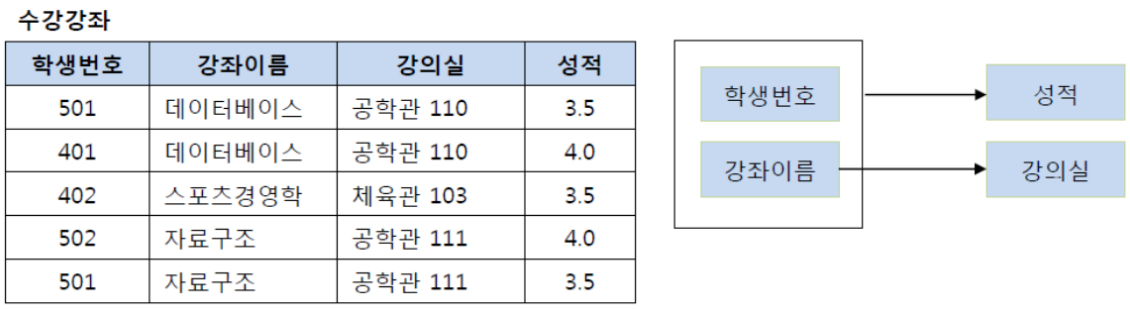 수강강좌
학생번호 강좌이름 강의실 성적
501 데이터베이스 공학관 110 3.5
401 데이터베이스 공학관 110 4.0
402 스포츠경영학 체육관 103 3.5
502 자료구조 공학관 111 4.0
501 자료구조 공학관 111 3.5
학생번호 성적
강좌이름 강의실